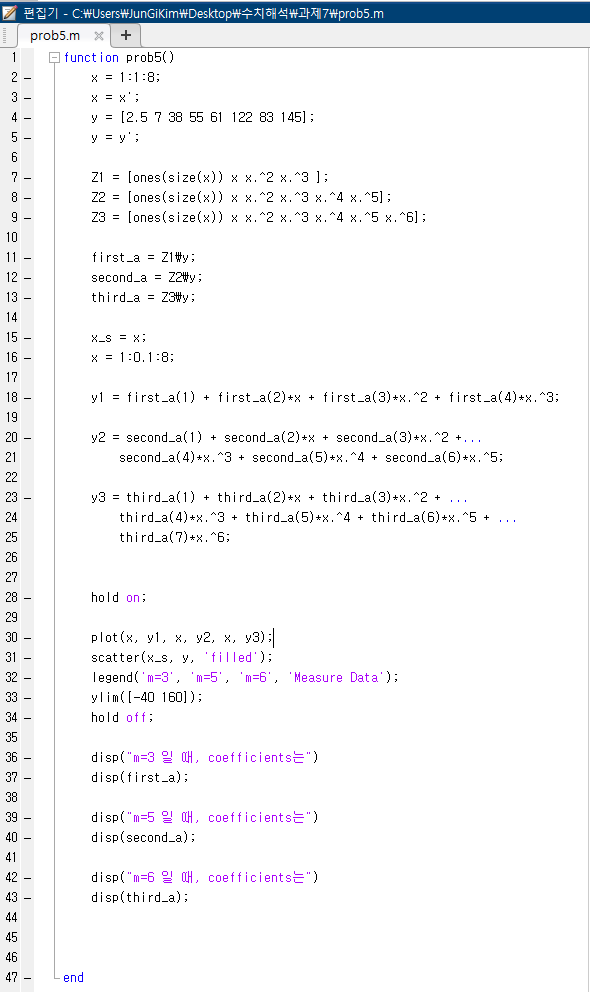 편집기 - C:₩Users₩JunGiKim₩Desktop₩수치해석₩과제7₩prob5.m
prob5.m × +
1 function prob5()
2 – x = 1:1:8;
3 – x = x';
4 – y = [2.5 7 38 55 61 122 83 145];
5 – y = y';
6
7 – Z1 = [ones(size(x)) x x.^2 x.^3 ];
8 – Z2 = [ones(size(x)) x x.^2 x.^3 x.^4 x.^5];
9 – Z3 = [ones(size(x)) x x.^2 x.^3 x.^4 x.^5 x.^6];
10
11 – first_a = Z1₩y;
12 – second_a = Z2₩y;
13 – third_a = Z3₩y;
14
15 – x_s = x;
16 – x = 1:0.1:8;
17
18 – y1 = first_a(1) + first_a(2)*x + first_a(3)*x.^2 + first_a(4)*x.^3;
19
20 – y2 = second_a(1) + second_a(2)*x + second_a(3)*x.^2 +...
21 second_a(4)*x.^3 + second_a(5)*x.^4 + second_a(6)*x.^5;
22
23 – y3 = third_a(1) + third_a(2)*x + third_a(3)*x.^2 + ...
24 third_a(4)*x.^3 + third_a(5)*x.^4 + third_a(6)*x.^5 + ...
25 third_a(7)*x.^6;
26
27
28 – hold on;
29
30 – plot(x, y1, x, y2, x, y3);
31 – scatter(x_s, y, 'filled');
32 – legend('m=3', 'm=5', 'm=6', 'Measure Data');
33 – ylim([-40 160]);
34 – hold off;
35
36 – disp("m=3 일 때, coefficients는")
37 – disp(first_a);
38
39 – disp("m=5 일 때, coefficients는")
40 – disp(second_a);
41
42 – disp("m=6 일 때, coefficients는")
43 – disp(third_a);
44
45
46
47 – end